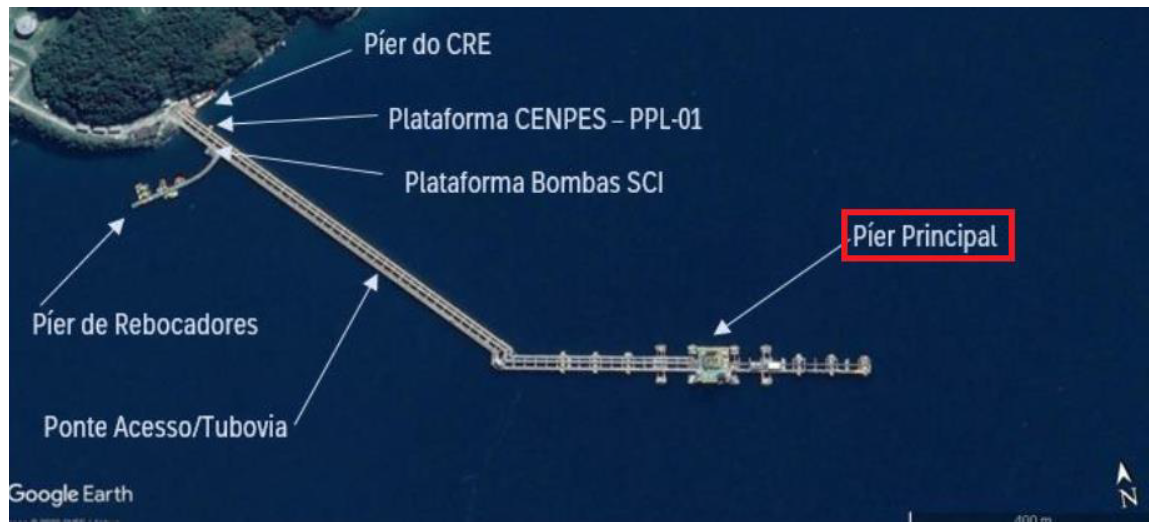 Píer do CRE
Plataforma CENPES – PPL-01
Plataforma Bombas SCI
Píer Principal
Píer de Rebocadores
Ponte Acesso/Tubovia
Google Earth
N
400 m